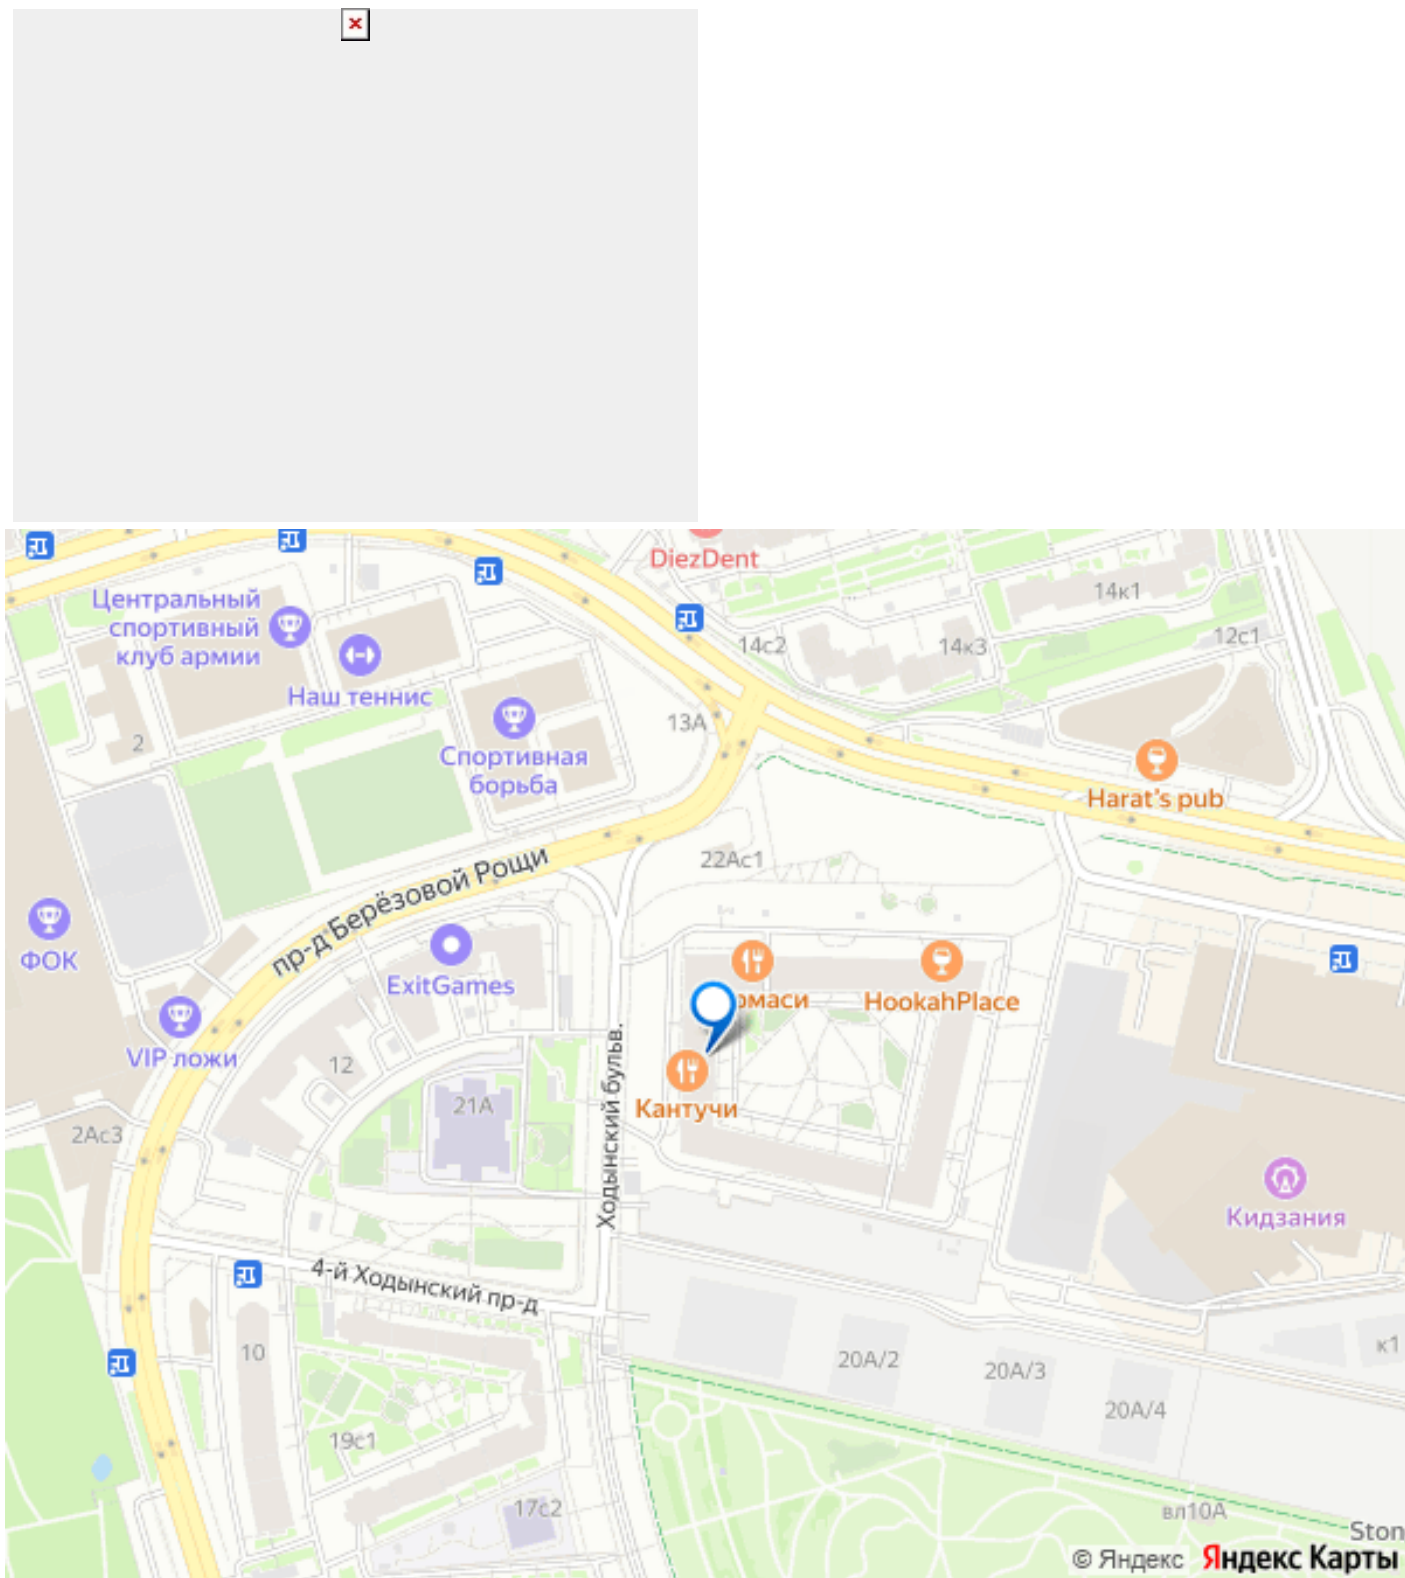 DiezDent
14к1
Центральный
спортивный
клуб армии
14с2
14к3
12с1
Наш теннис
13А
2
Спортивная
борьба
Harat's pub
22Ас1
пр-д Берёзовой Рощи
ФОК
ExitGames
омаси
HookahPlace
VIP ложи
12
Ходынский бульв.
21А
Кантучи
2Ас3
Кидзания
4-й Ходынский пр-д
10
20А/2
20А/3
к1
20А/4
19с1
17с2
вл10А
Ston
© Яндекс Яндекс Карты